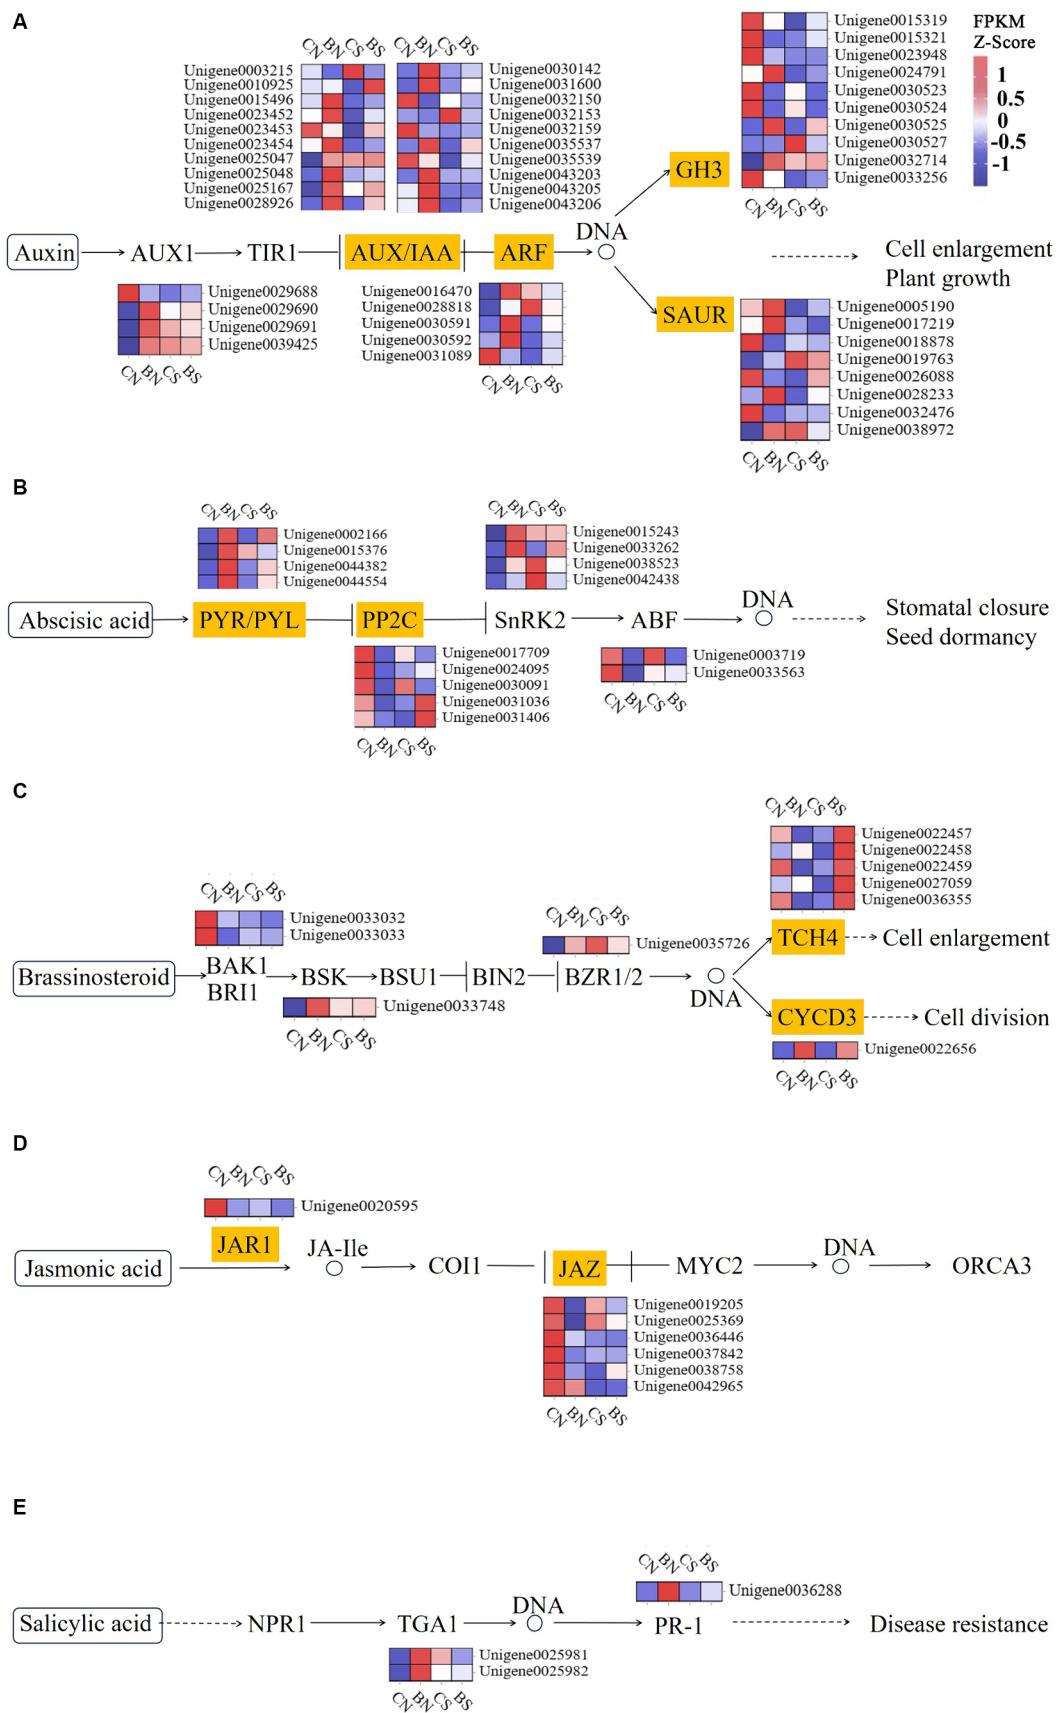 A
FPKM
Z-Score
1
0.5
0
-0.5
-1
CN BN CS BS
CN BN CS BS
Unigene0003215
Unigene0010925
Unigene0015496
Unigene0023452
Unigene0023453
Unigene0023454
Unigene0025047
Unigene0025048
Unigene0025167
Unigene0028926
Unigene0030142
Unigene0031600
Unigene0032150
Unigene0032153
Unigene0032159
Unigene0035537
Unigene0035539
Unigene0043203
Unigene0043205
Unigene0043206
Unigene0015319
Unigene0015321
Unigene0023948
Unigene0024791
Unigene0030523
Unigene0030524
Unigene0030525
Unigene0030527
Unigene0032714
Unigene0033256
CN BN CS BS
GH3
Auxin
AUX1
TIR1
AUX/IAA
ARF
DNA
Cell enlargement
Plant growth
SAUR
Unigene0029688
Unigene0029690
Unigene0029691
Unigene0039425
CN BN CS BS
Unigene0016470
Unigene0028818
Unigene0030591
Unigene0030592
Unigene0031089
CN BN CS BS
Unigene0005190
Unigene0017219
Unigene0018878
Unigene0019763
Unigene0026088
Unigene0028233
Unigene0032476
Unigene0038972
CN BN CS BS
B
CN BN CS BS
Unigene0002166
Unigene0015376
Unigene0044382
Unigene0044554
CN BN CS BS
Unigene0015243
Unigene0033262
Unigene0038523
Unigene0042438
Abscisic acid
PYR/PYL
PP2C
SnRK2
ABF
DNA
Stomatal closure
Seed dormancy
Unigene0017709
Unigene0024095
Unigene0030091
Unigene0031036
Unigene0031406
CN BN CS BS
Unigene0003719
Unigene0033563
CN BN CS BS
C
CN BN CS BS
Unigene0022457
Unigene0022458
Unigene0022459
Unigene0027059
Unigene0036355
CN BN CS BS
Unigene0033032
Unigene0033033
CN BN CS BS
Unigene0035726
TCH4
Cell enlargement
Brassinosteroid
BAK1
BRI1
BSK
BSU1
BIN2
BZR1/2
DNA
CYCD3
Cell division
Unigene0033748
CN BN CS BS
Unigene0022656
CN BN CS BS
D
CN BN CS BS
Unigene0020595
JAR1
Jasmonic acid
JA-Ile
COI1
JAZ
MYC2
DNA
ORCA3
Unigene0019205
Unigene0025369
Unigene0036446
Unigene0037842
Unigene0038758
Unigene0042965
CN BN CS BS
E
CN BN CS BS
Unigene0036288
Salicylic acid
NPR1
TGA1
DNA
PR-1
Disease resistance
Unigene0025981
Unigene0025982
CN BN CS BS